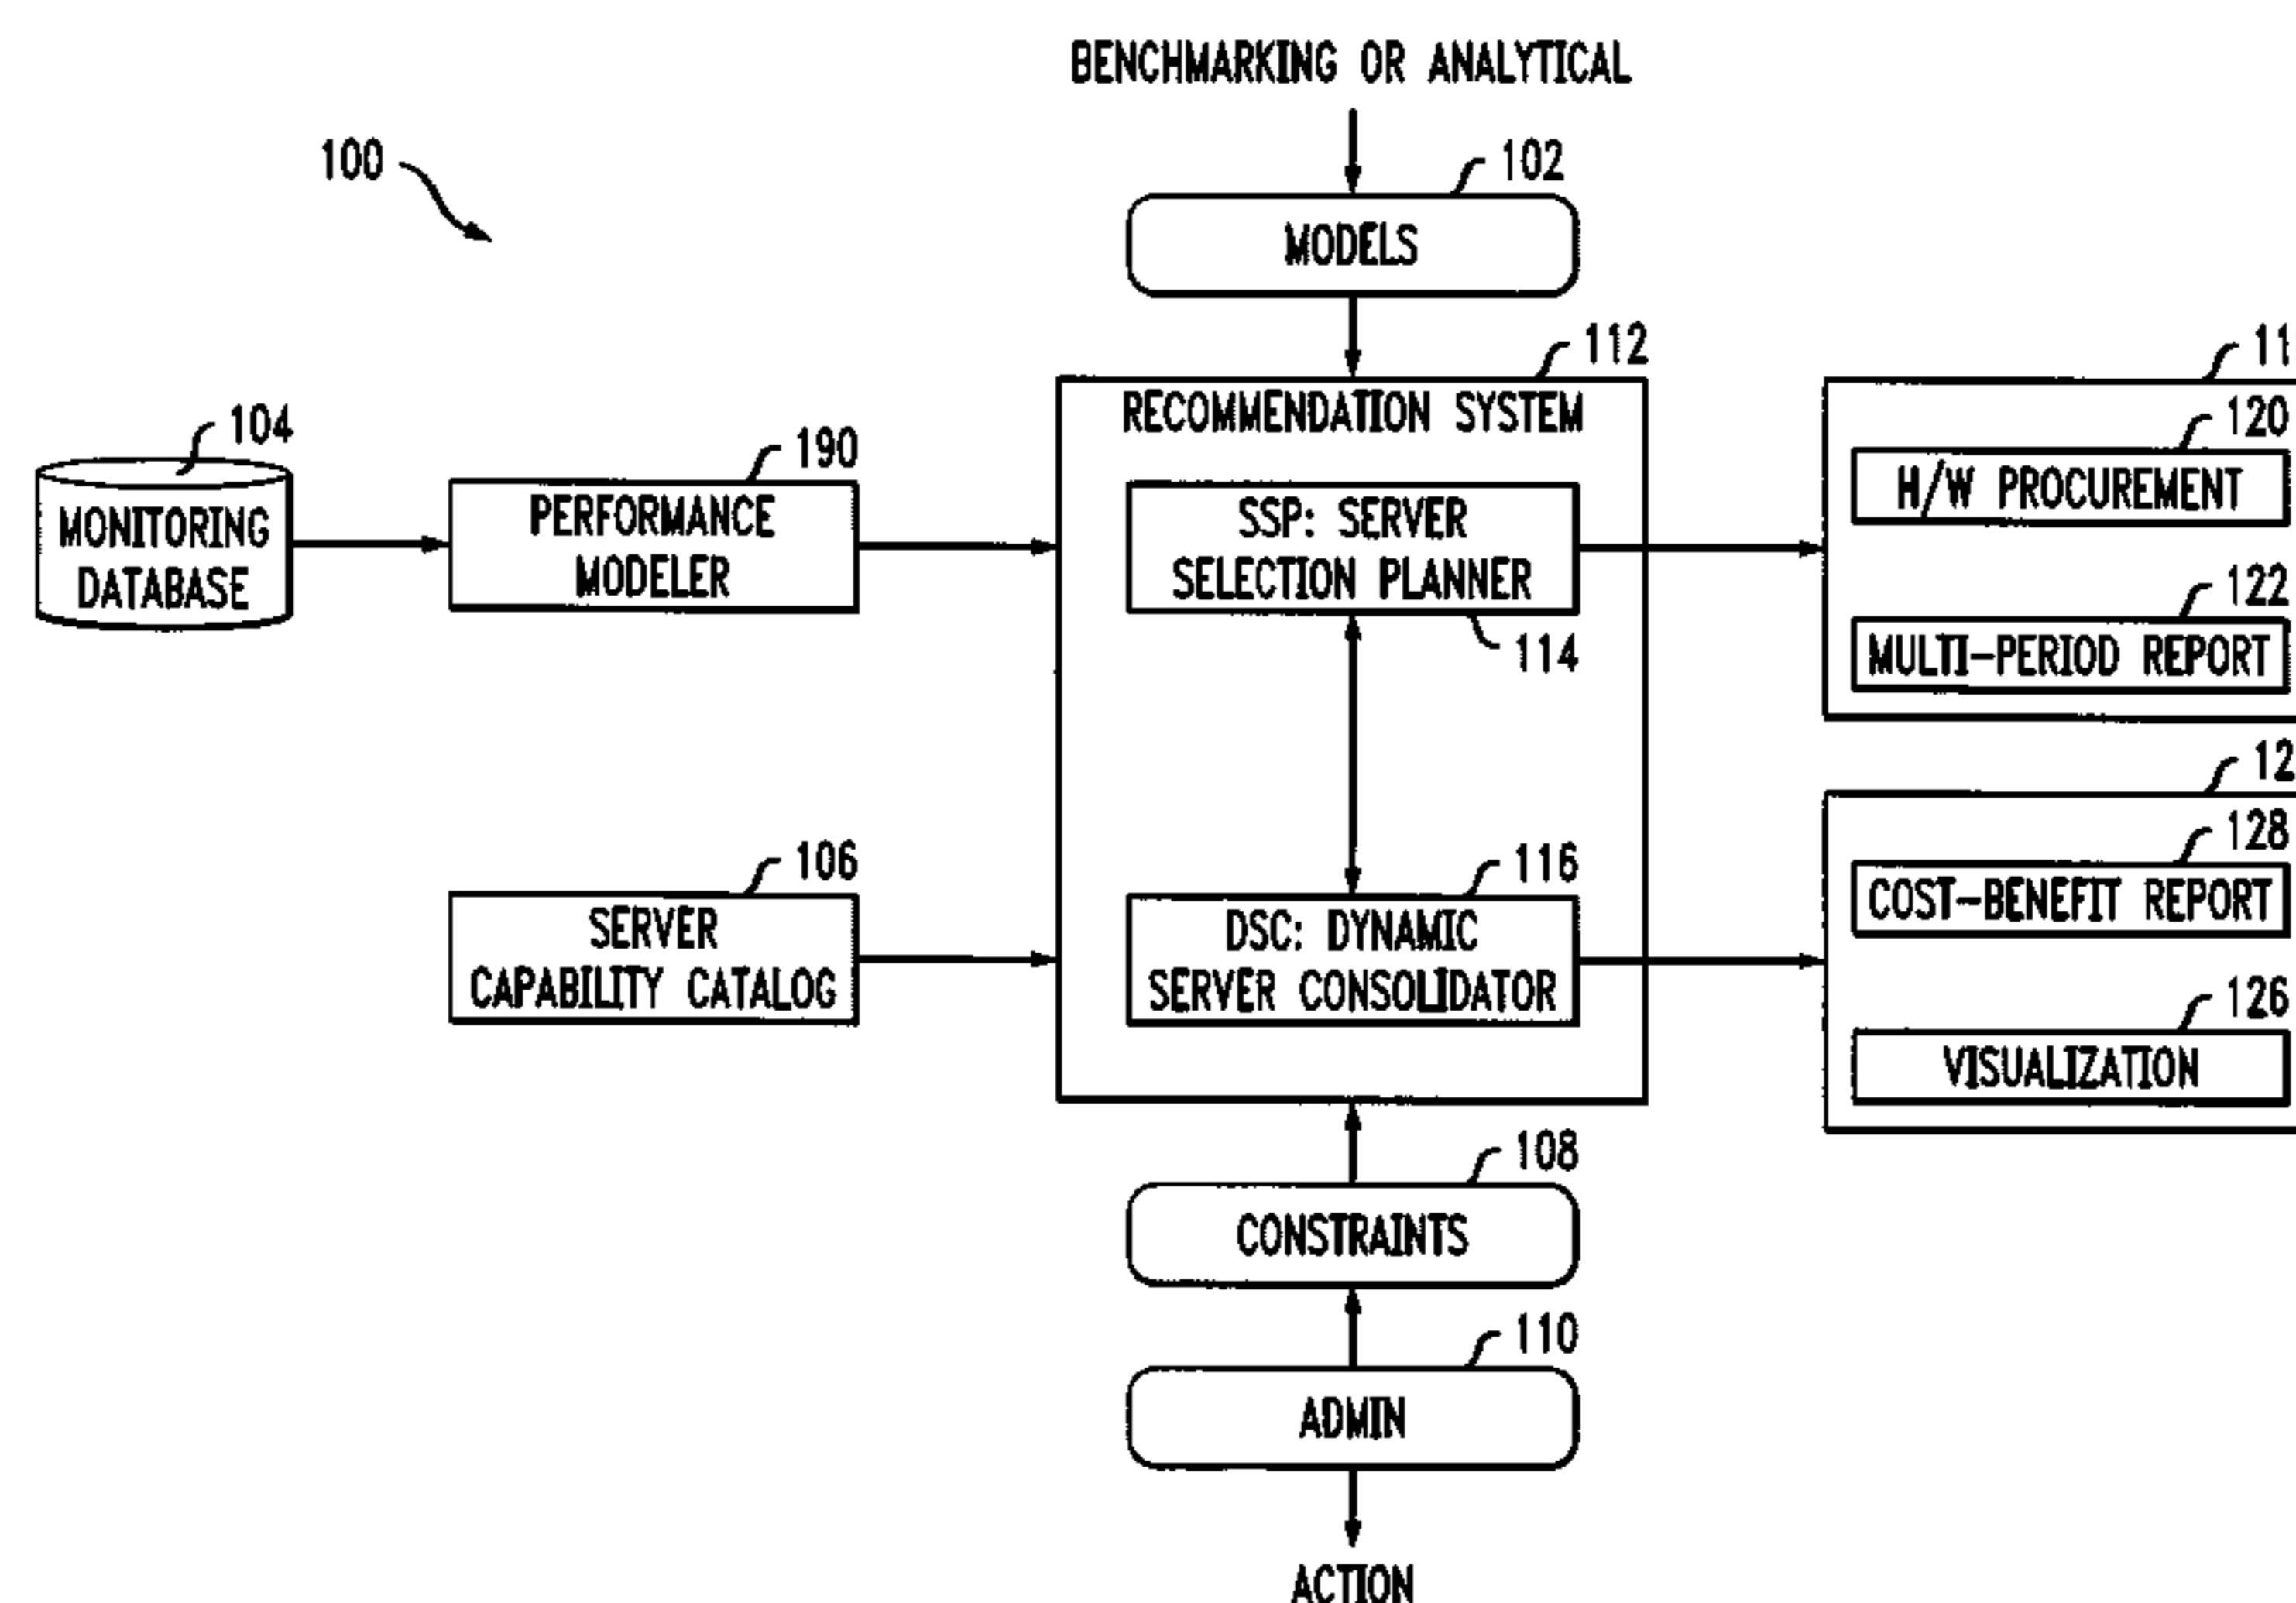 BENCHMARKING OR ANALYTICAL
100
102
MODELS
112
RECOMMENDATION SYSTEM
104
MONITORING
DATABASE
190
PERFORMANCE
MODELER
SSP: SERVER
SELECTION PLANNER
114
11
120
H/W PROCUREMENT
122
MULTI-PERIOD REPORT
106
SERVER
CAPABILITY CATALOG
116
DSC: DYNAMIC
SERVER CONSOLIDATOR
12
128
COST-BENEFIT REPORT
126
VISUALIZATION
108
CONSTRAINTS
110
ADMIN
ACTION